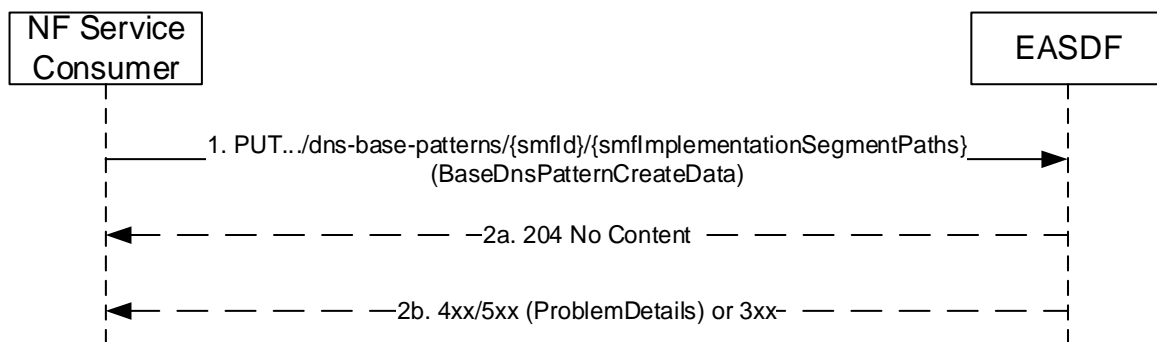 NF Service
Consumer
EASDF
1. PUT.../dns-base-patterns/{smfId}/{smfImplementationSegmentPaths}
(BaseDnsPatternCreateData)
2a. 204 No Content
2b. 4xx/5xx (ProblemDetails) or 3xx